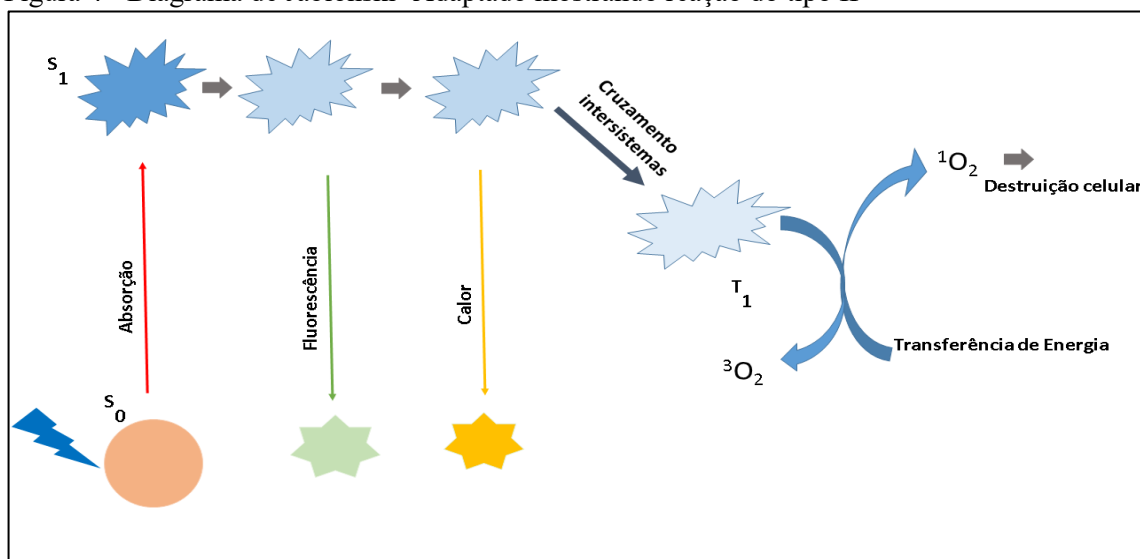 S1
Cruzamento
intersistemas
¹O₂
Destruição celular
Absorção
Fluorescência
Calor
T1
Transferência de Energia
³O₂
S0